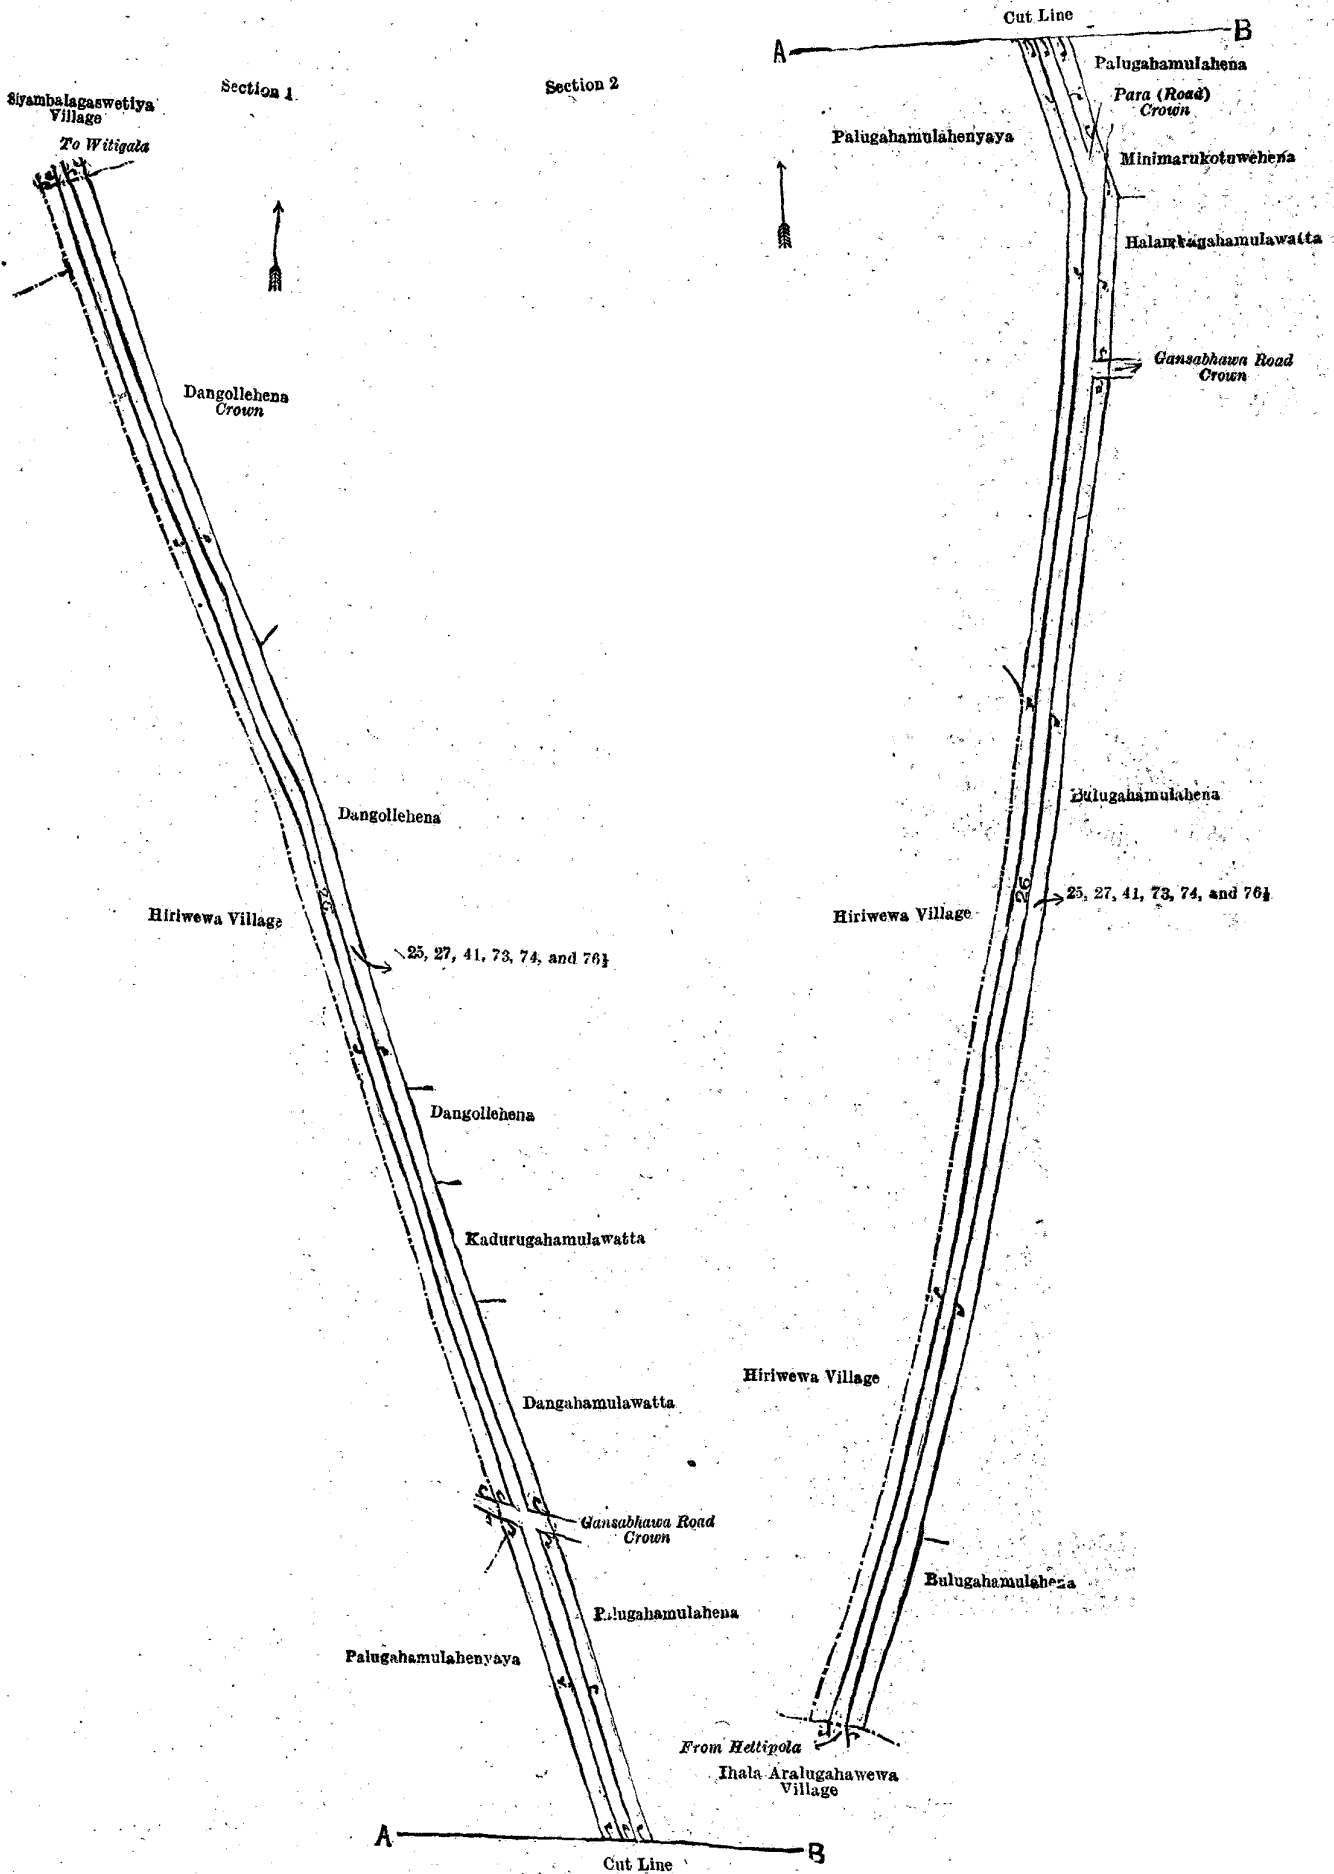 Section 1
Siyambalagaswetiya
Village
To Witigala
Dangollehena
Crown
Dangollehena
26
Hiriwewa Village
25, 27, 41, 73, 74, and 76½
Dangollehena
Kadurugahamulawatta
Dangahamulawatta
Gansabhawa Road
Crown
Palugahamulahena
Palugahamulahenyaya
A
B
Cut Line
Section 2
Cut Line
A
B
Palugahamulahena
Para (Road)
Crown
Palugahamulahenyaya
Minimarukotuwehena
Halambagahamulawatta
Gansabhawa Road
Crown
Bulugahamulahena
26
25, 27, 41, 73, 74, and 76½
Hiriwewa Village
Hiriwewa Village
Bulugahamulahena
From Hettipola
Ihala Aralugahawewa
Village